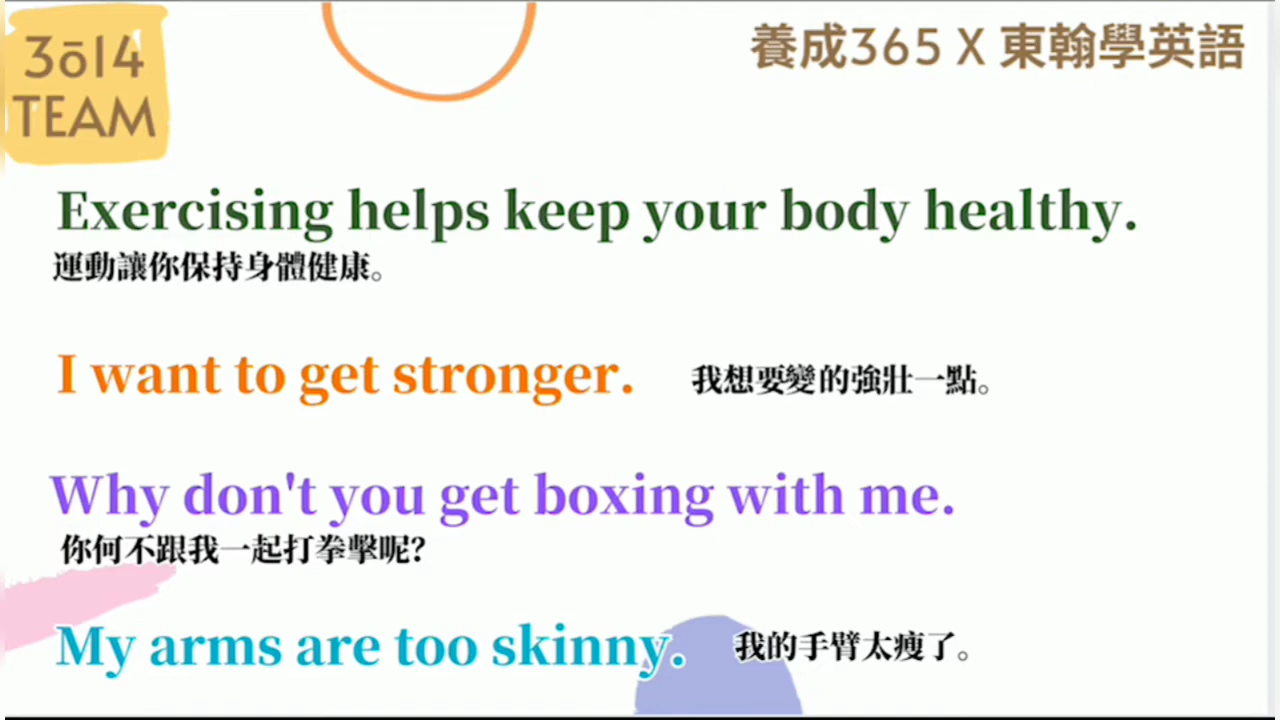 3ō14
TEAM
養成365 X 東翰學英語
Exercising helps keep your body healthy.
運動讓你保持身體健康。
I want to get stronger. 我想要變的強壯一點。
Why don't you get boxing with me.
你何不跟我一起打拳擊呢?
My arms are too skinny. 我的手臂太瘦了。